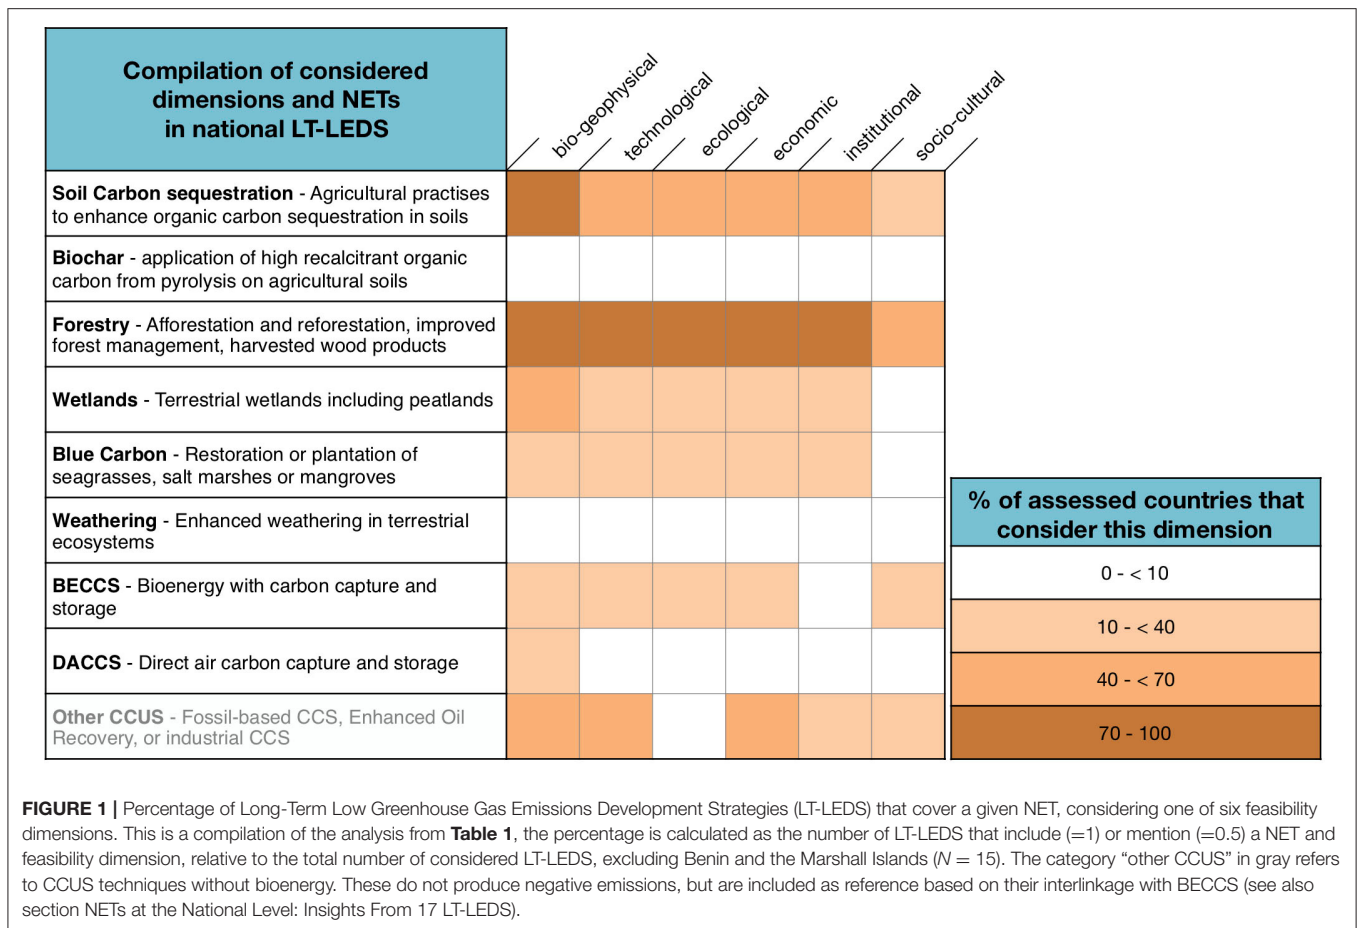 Compilation of considered
dimensions and NETs
in national LT-LEDS
bio-geophysical
technological
ecological
economic
institutional
socio-cultural
Soil Carbon sequestration - Agricultural practises
to enhance organic carbon sequestration in soils
Biochar - application of high recalcitrant organic
carbon from pyrolysis on agricultural soils
Forestry - Afforestation and reforestation, improved
forest management, harvested wood products
Wetlands - Terrestrial wetlands including peatlands
Blue Carbon - Restoration or plantation of
seagrasses, salt marshes or mangroves
Weathering - Enhanced weathering in terrestrial
ecosystems
BECCS - Bioenergy with carbon capture and
storage
DACCS - Direct air carbon capture and storage
Other CCUS - Fossil-based CCS, Enhanced Oil
Recovery, or industrial CCS
% of assessed countries that
consider this dimension
0 - < 10
10 - < 40
40 - < 70
70 - 100
FIGURE 1 | Percentage of Long-Term Low Greenhouse Gas Emissions Development Strategies (LT-LEDS) that cover a given NET, considering one of six feasibility
dimensions. This is a compilation of the analysis from Table 1, the percentage is calculated as the number of LT-LEDS that include (=1) or mention (=0.5) a NET and
feasibility dimension, relative to the total number of considered LT-LEDS, excluding Benin and the Marshall Islands (N = 15). The category “other CCUS” in gray refers
to CCUS techniques without bioenergy. These do not produce negative emissions, but are included as reference based on their interlinkage with BECCS (see also
section NETs at the National Level: Insights From 17 LT-LEDS).